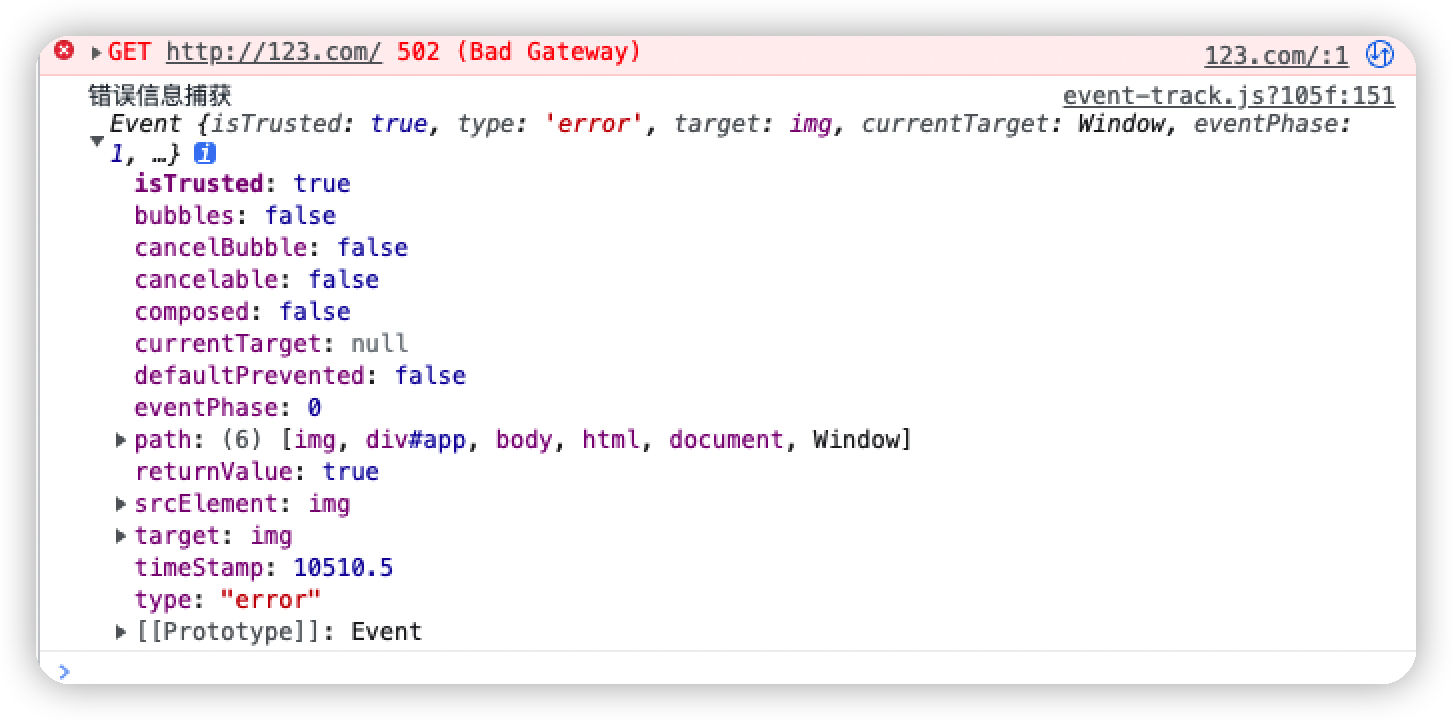 GET http://123.com/ 502 (Bad Gateway) 123.com/:1
错误信息捕获 event-track.js?105f:151
Event {isTrusted: true, type: 'error', target: img, currentTarget: Window, eventPhase:
1, …} i
isTrusted: true
bubbles: false
cancelBubble: false
cancelable: false
composed: false
currentTarget: null
defaultPrevented: false
eventPhase: 0
path: (6) [img, div#app, body, html, document, Window]
returnValue: true
srcElement: img
target: img
timeStamp: 10510.5
type: "error"
[[Prototype]]: Event